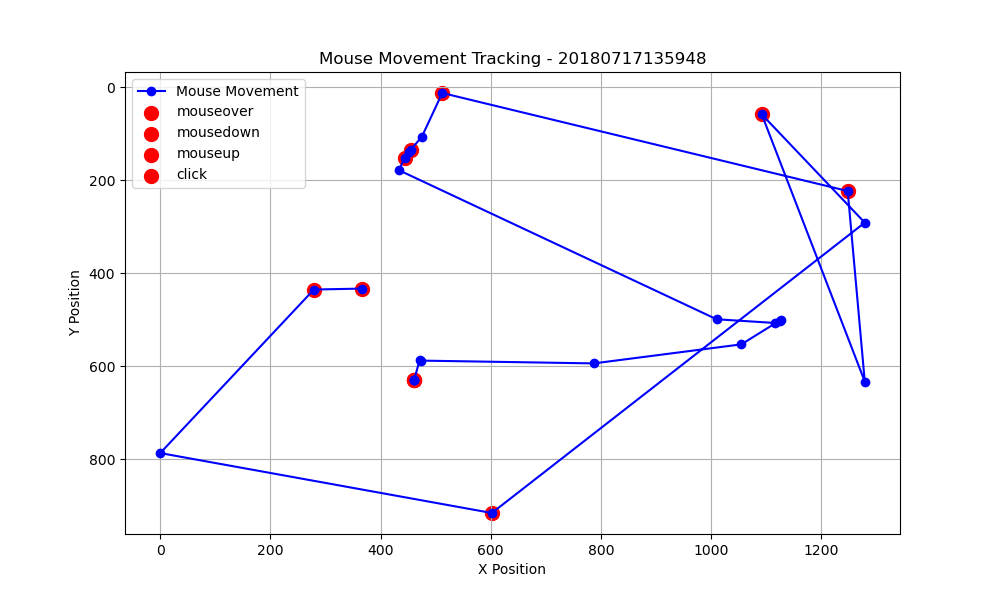 Mouse Movement Tracking - 20180717135948
Mouse Movement
mouseover
mousedown
mouseup
click
Y Position
0
200
400
600
800
0 200 400 600 800 1000 1200
X Position